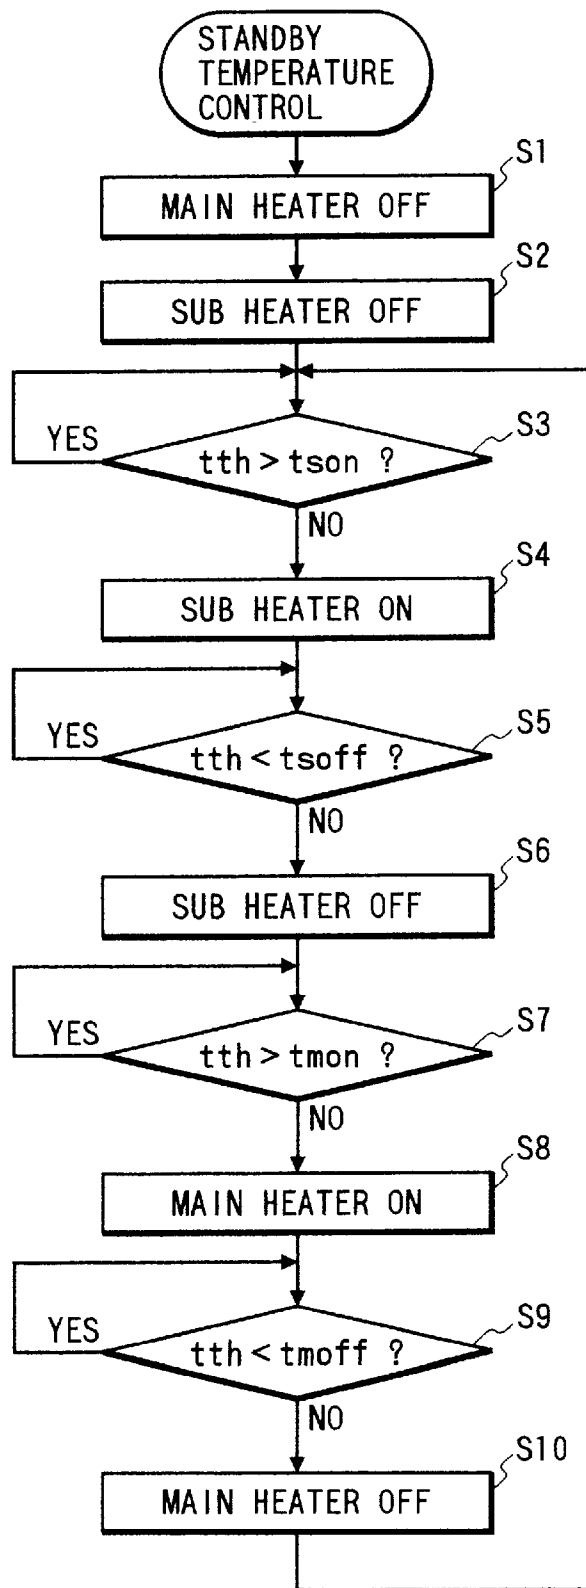 STANDBY
TEMPERATURE
CONTROL
S1
MAIN HEATER OFF
S2
SUB HEATER OFF
S3
YES
tth > tson ?
NO
S4
SUB HEATER ON
S5
YES
tth < tsoff ?
NO
S6
SUB HEATER OFF
S7
YES
tth > tmon ?
NO
S8
MAIN HEATER ON
S9
YES
tth < tmoff ?
NO
S10
MAIN HEATER OFF